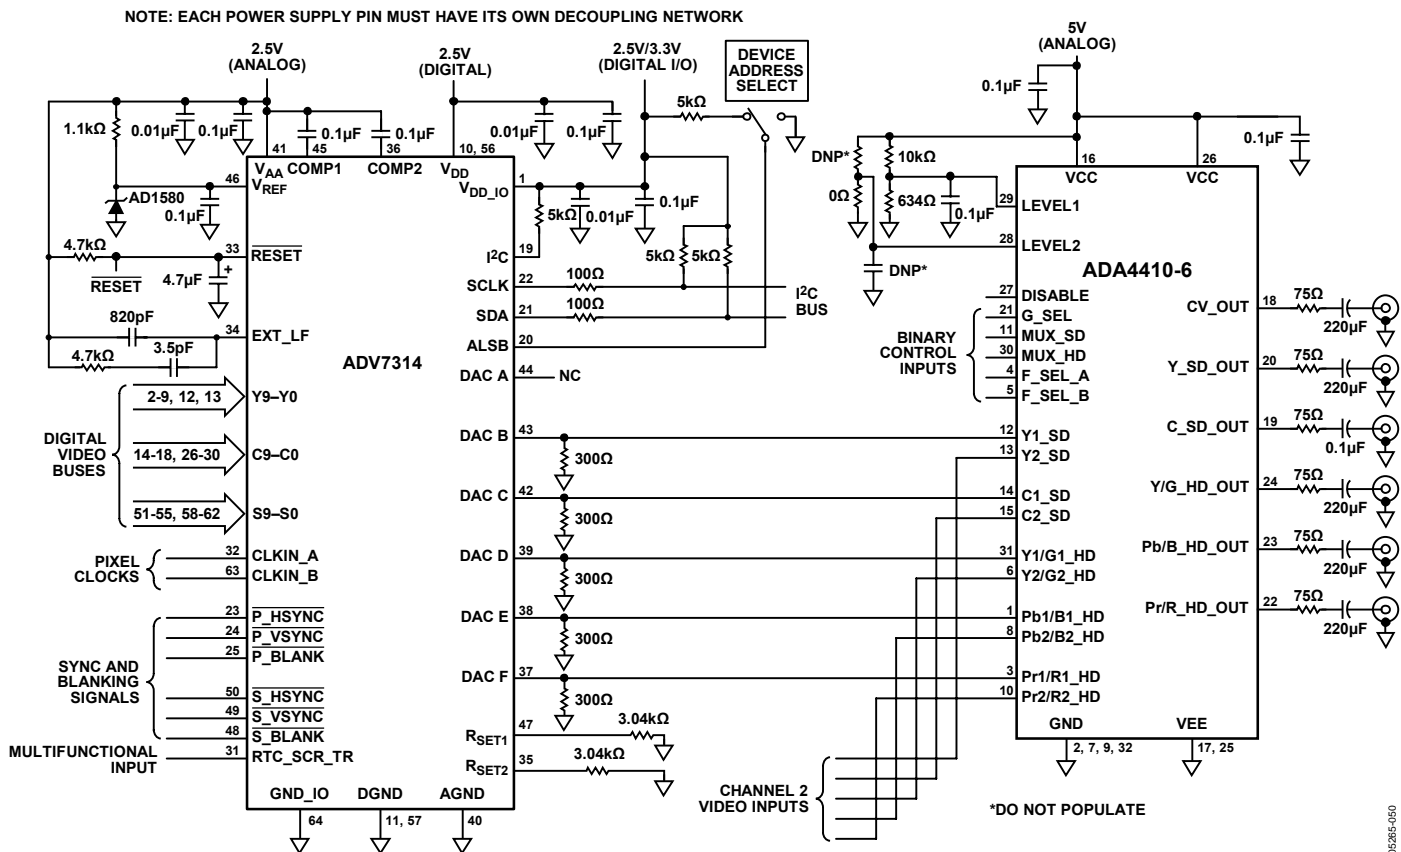 NOTE: EACH POWER SUPPLY PIN MUST HAVE ITS OWN DECOUPLING NETWORK
2.5V
(ANALOG)
2.5V
(DIGITAL)
2.5V/3.3V
(DIGITAL I/O)
DEVICE
ADDRESS
SELECT
5V
(ANALOG)
0.1µF
5kΩ
1.1kΩ
0.01µF
0.1µF
0.1µF
0.1µF
0.01µF
0.1µF
0.1µF
41
45
36
10, 56
VAA
COMP1
COMP2
VDD
46
VREF
VDD_IO
1
AD1580
0.1µF
5kΩ
0.01µF
0.1µF
DNP*
10kΩ
0Ω
634Ω
0.1µF
16
VCC
26
VCC
29
LEVEL1
28
LEVEL2
DNP*
ADA4410-6
4.7kΩ
33
RESET
RESET
4.7µF
+
I2C
19
5kΩ
5kΩ
SCLK
22
100Ω
SDA
21
100Ω
I2C
BUS
820pF
34
EXT_LF
3.5pF
4.7kΩ
ALSB
20
ADV7314
DAC A
44
NC
27
DISABLE
21
G_SEL
11
MUX_SD
30
MUX_HD
4
F_SEL_A
5
F_SEL_B
BINARY
CONTROL
INPUTS
CV_OUT
18
75Ω
220µF
Y_SD_OUT
20
75Ω
220µF
C_SD_OUT
19
75Ω
0.1µF
Y/G_HD_OUT
24
75Ω
220µF
Pb/B_HD_OUT
23
75Ω
220µF
Pr/R_HD_OUT
22
75Ω
220µF
DIGITAL
VIDEO
BUSES
2-9, 12, 13
Y9–Y0
14-18, 26-30
C9–C0
51-55, 58-62
S9–S0
DAC B
43
300Ω
12
Y1_SD
13
Y2_SD
DAC C
42
300Ω
14
C1_SD
15
C2_SD
PIXEL
CLOCKS
32
CLKIN_A
63
CLKIN_B
DAC D
39
300Ω
31
Y1/G1_HD
6
Y2/G2_HD
SYNC AND
BLANKING
SIGNALS
23
P_HSYNC
24
P_VSYNC
25
P_BLANK
50
S_HSYNC
49
S_VSYNC
48
S_BLANK
DAC E
38
300Ω
1
Pb1/B1_HD
8
Pb2/B2_HD
DAC F
37
300Ω
3
Pr1/R1_HD
10
Pr2/R2_HD
MULTIFUNCTIONAL
INPUT
31
RTC_SCR_TR
RSET1
47
3.04kΩ
RSET2
35
3.04kΩ
GND
2, 7, 9, 32
VEE
17, 25
GND_IO
64
DGND
11, 57
AGND
40
CHANNEL 2
VIDEO INPUTS
*DO NOT POPULATE
05265-050